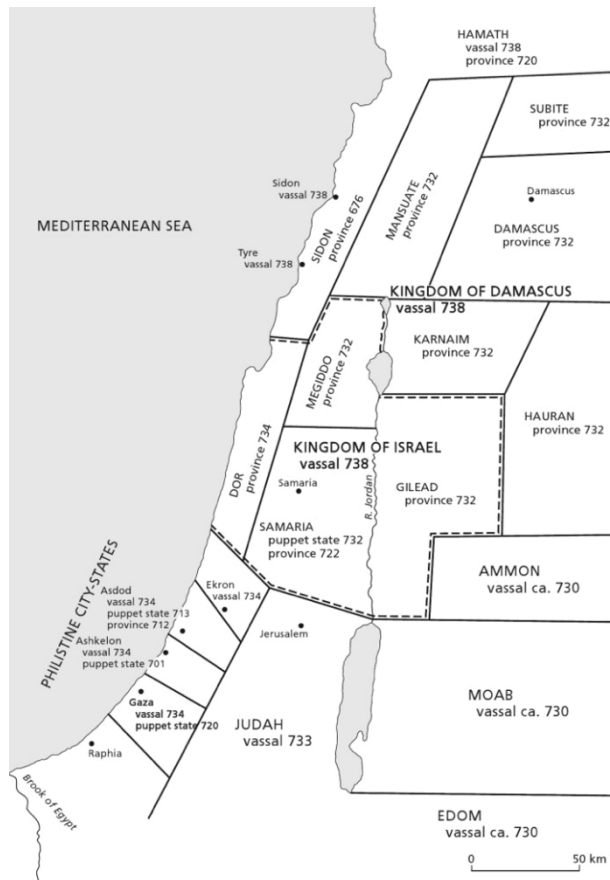 HAMATH
vassal 738
province 720
SUBITE
province 732
Sidon
vassal 738
MANSUATE
province 732
Damascus
MEDITERRANEAN SEA
SIDON
province 676
DAMASCUS
province 732
Tyre
vassal 738
KINGDOM OF DAMASCUS
vassal 738
KARNAIM
province 732
MEGIDDO
province 732
HAURAN
province 732
DOR
province 734
KINGDOM OF ISRAEL
vassal 738
Samaria
R. Jordan
GILEAD
province 732
SAMARIA
puppet state 732
province 722
PHILISTINE CITY-STATES
AMMON
vassal ca. 730
Ekron
vassal 734
Asdod
vassal 734
puppet state 713
province 712
Jerusalem
Ashkelon
vassal 734
puppet state 701
Gaza
vassal 734
puppet state 720
MOAB
vassal ca. 730
JUDAH
vassal 733
Raphia
Brook of Egypt
EDOM
vassal ca. 730
0 50 km